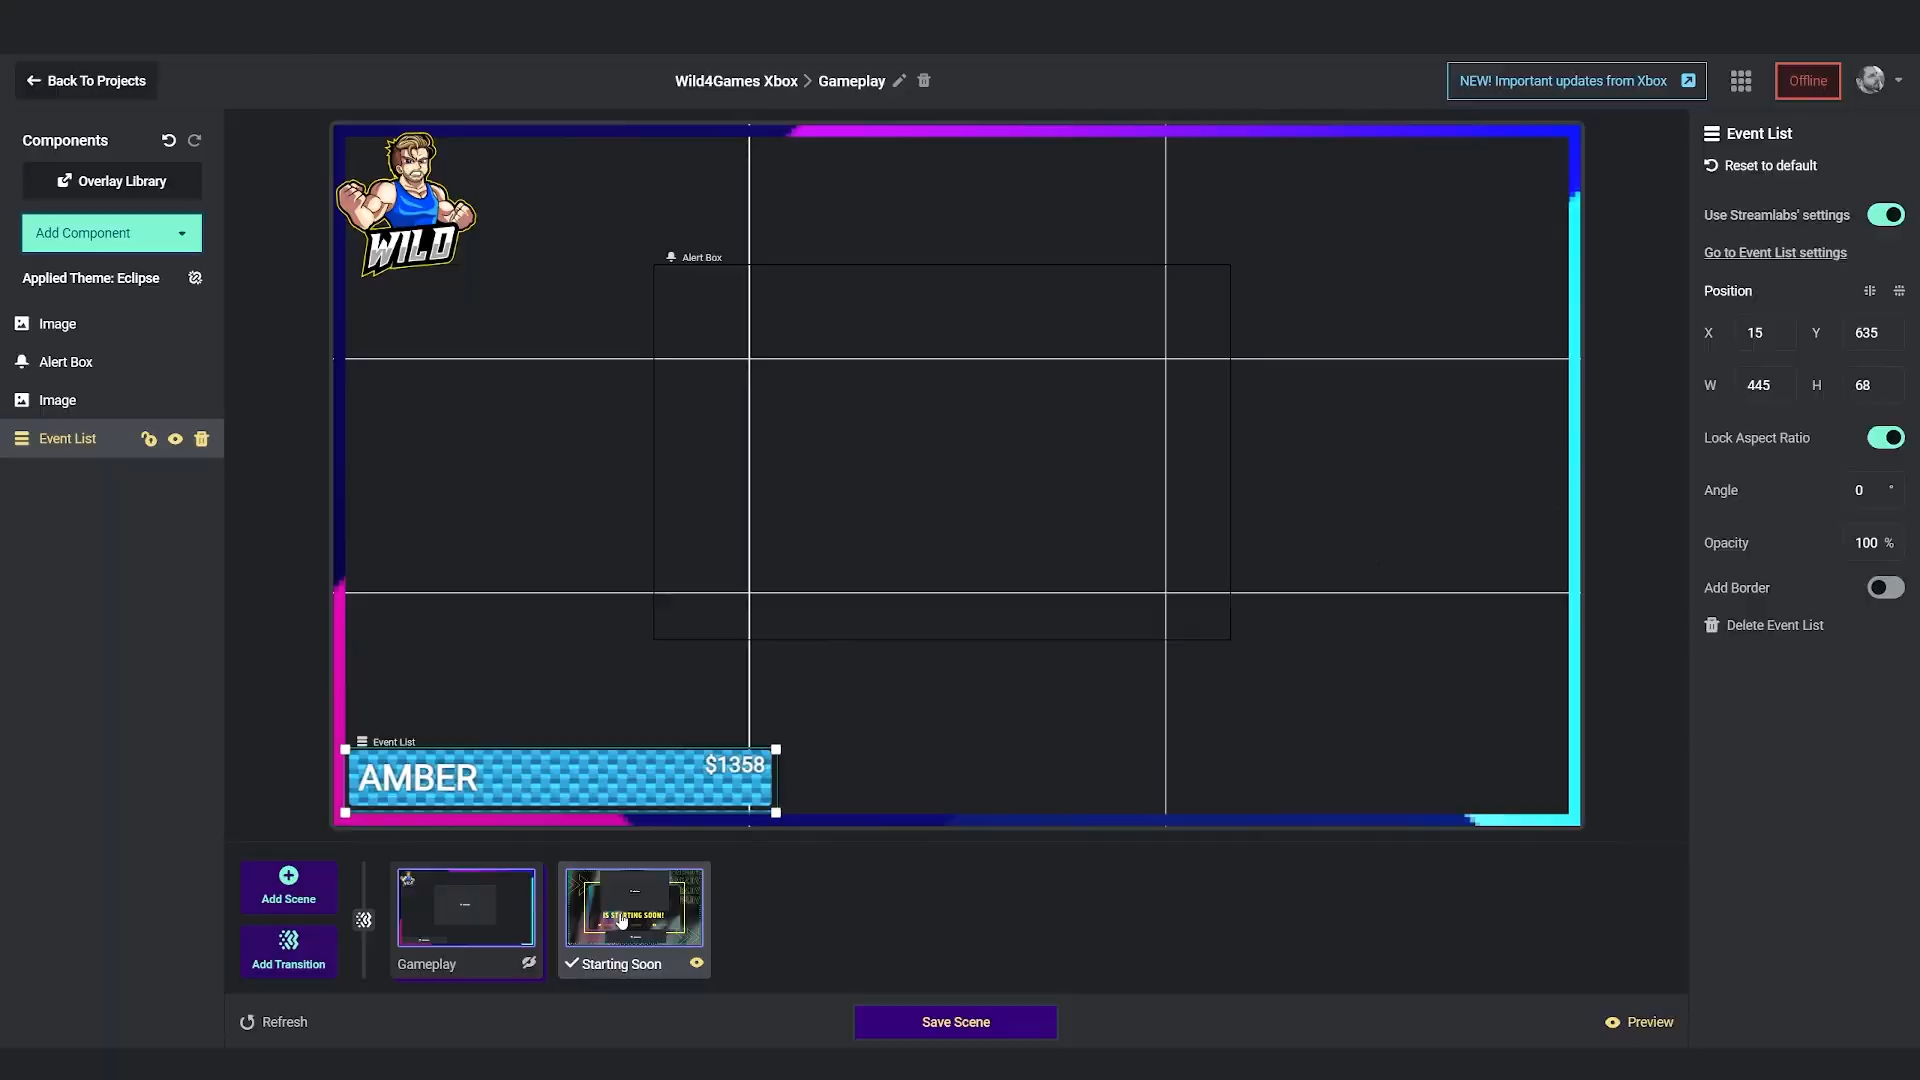 Back To Projects
Wild4Games Xbox > Gameplay
NEW! Important updates from Xbox
Offline
Components
Overlay Library
Add Component
Applied Theme: Eclipse
Image
Alert Box
Image
Event List
WILD
Alert Box
Event List
AMBER
$1358
Event List
Reset to default
Use Streamlabs' settings
Go to Event List settings
Position
X 15 Y 635
W 445 H 68
Lock Aspect Ratio
Angle 0 °
Opacity 100 %
Add Border
Delete Event List
Add Scene
Add Transition
Gameplay
IS STARTING SOON!
Starting Soon
Refresh
Save Scene
Preview